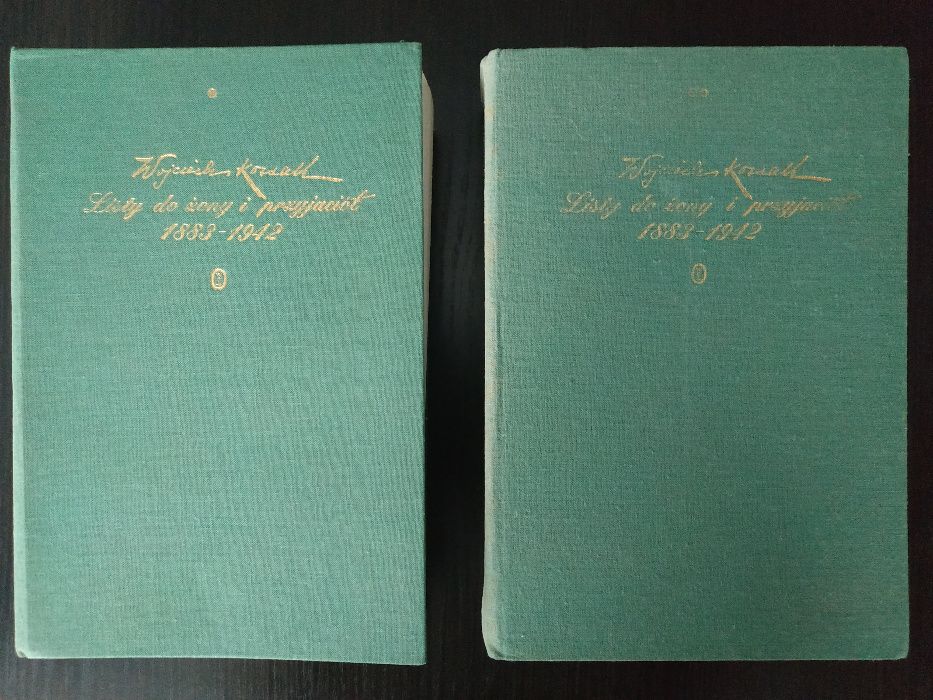 Wojciech Kossak
Listy do żony i przyjaciół
1883-1942
Wojciech Kossak
Listy do żony i przyjaciół
1883-1942